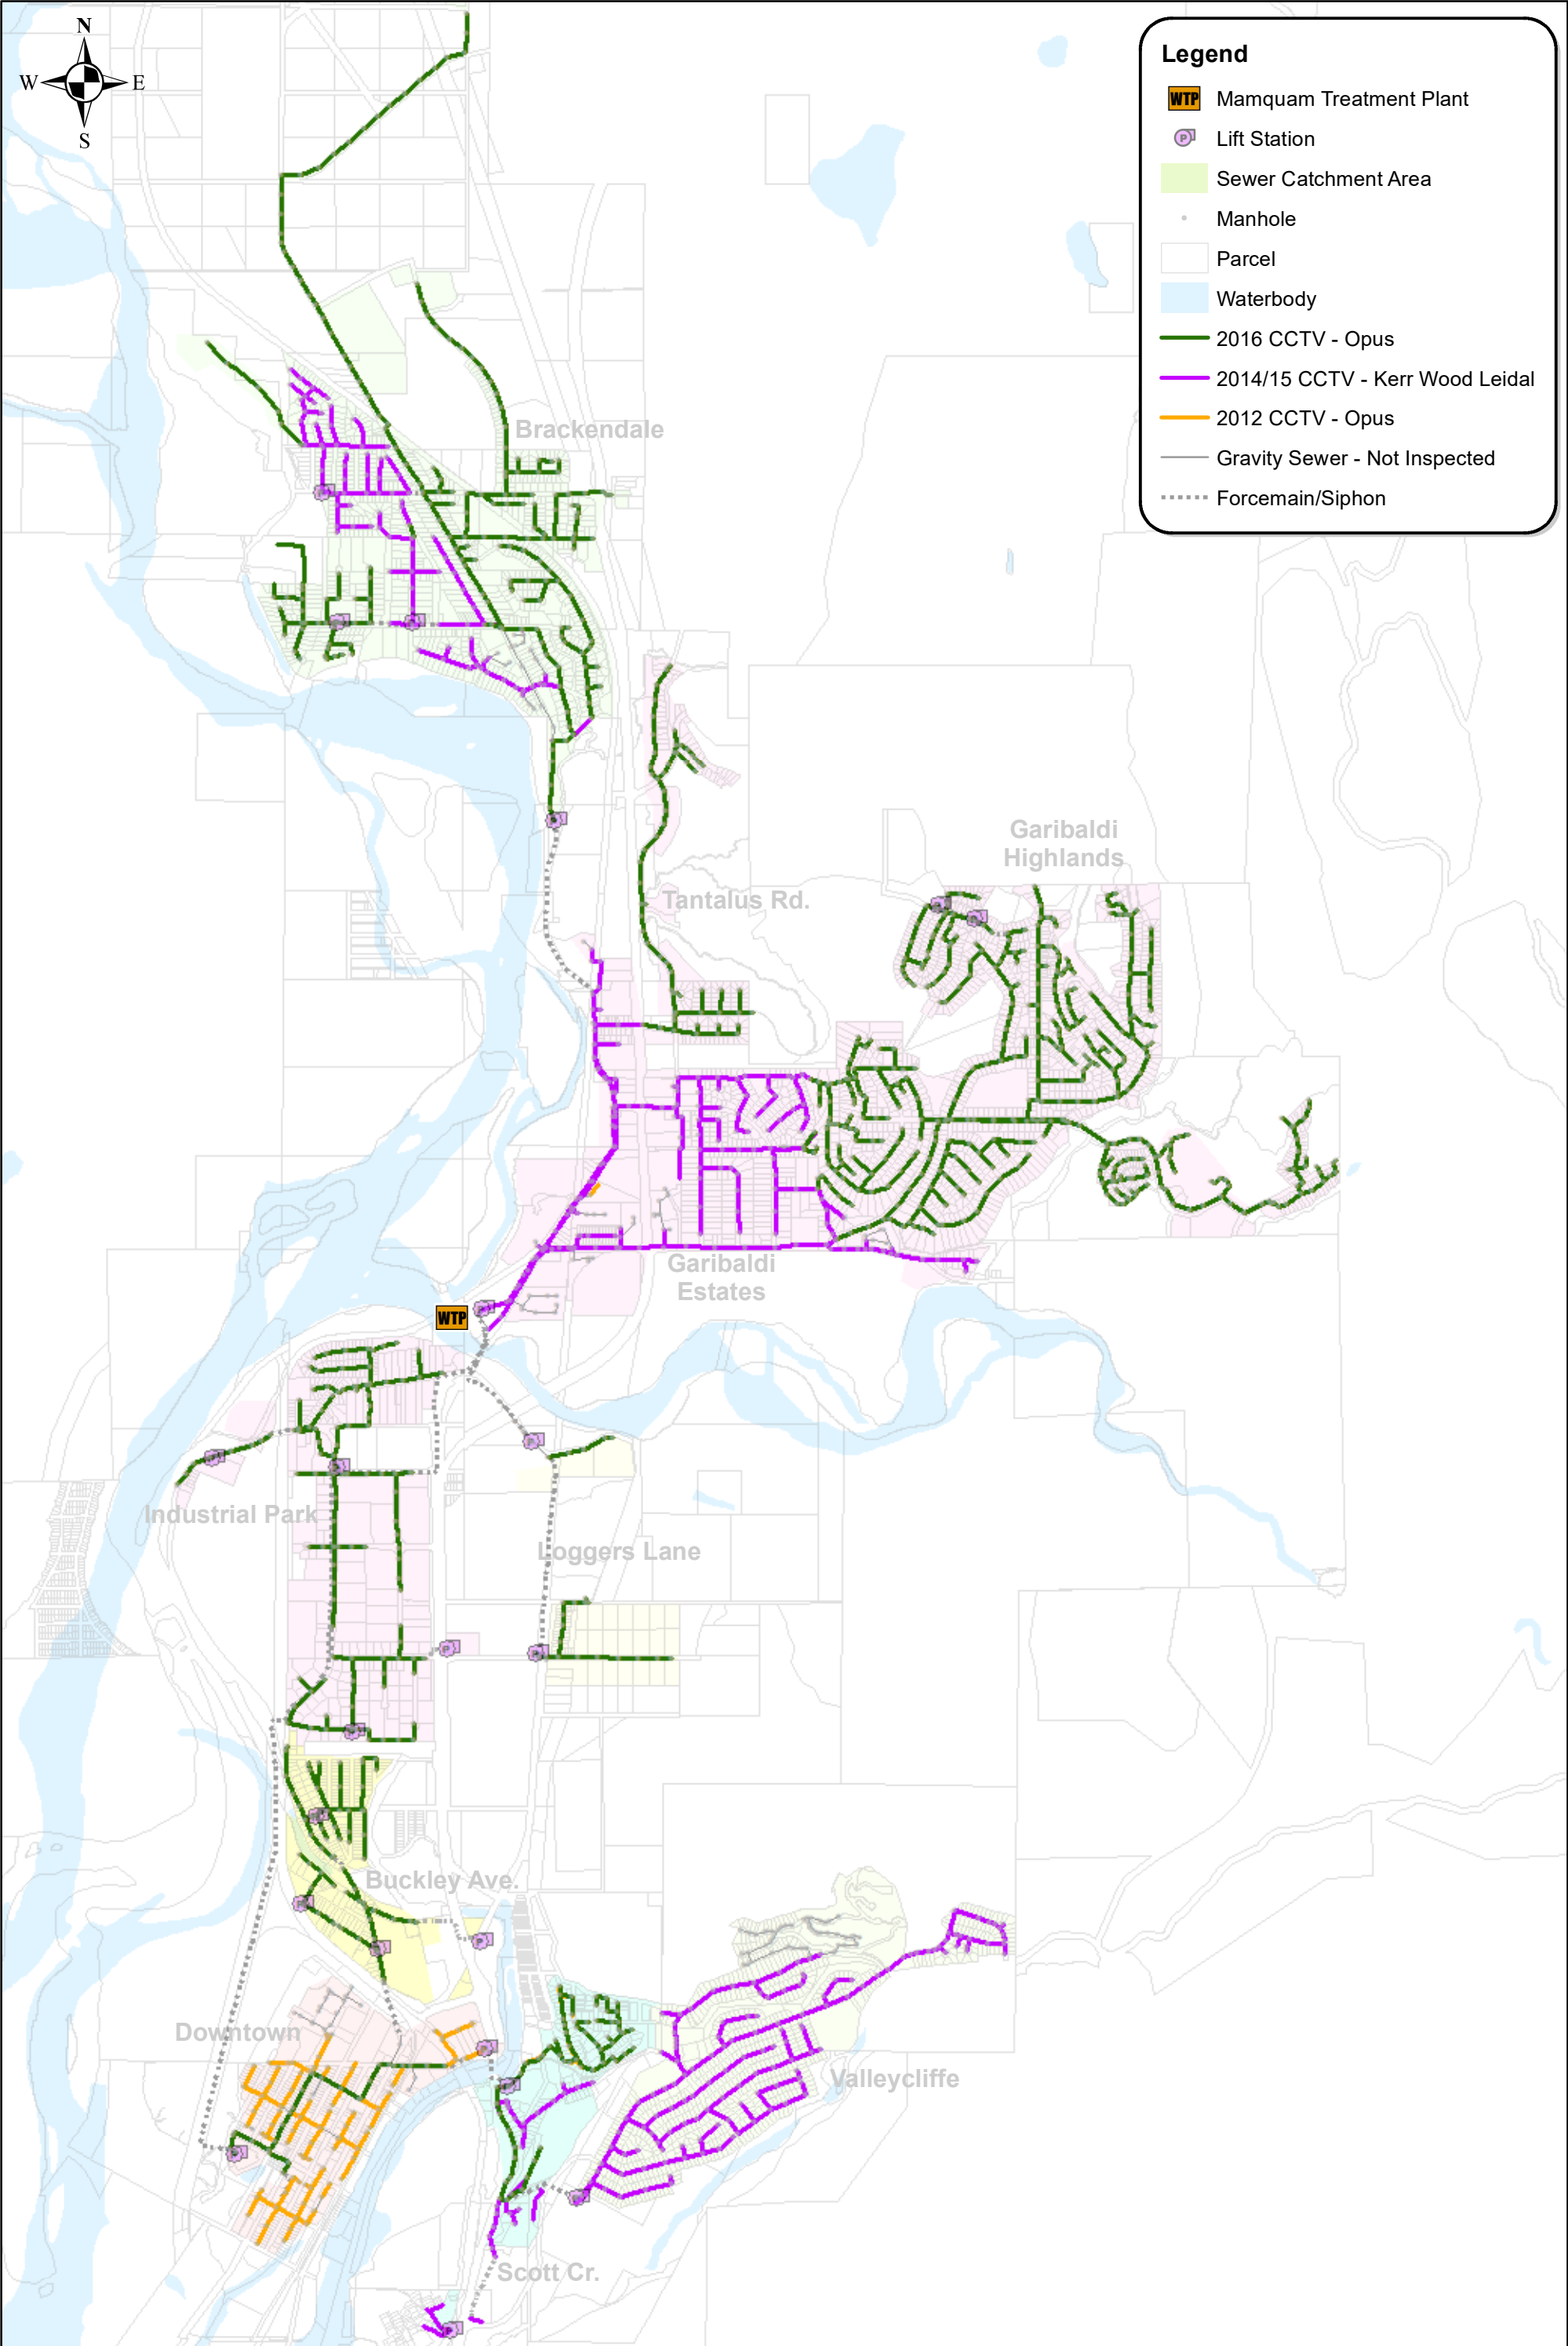 N
W E
S
Legend
WTP Mamquam Treatment Plant
P Lift Station
Sewer Catchment Area
Manhole
Parcel
Waterbody
2016 CCTV - Opus
2014/15 CCTV - Kerr Wood Leidal
2012 CCTV - Opus
Gravity Sewer - Not Inspected
Forcemain/Siphon
Brackendale
Garibaldi
Highlands
Tantalus Rd.
Garibaldi
Estates
WTP
Industrial Park
Loggers Lane
Buckley Ave.
Downtown
Valleycliffe
Scott Cr.